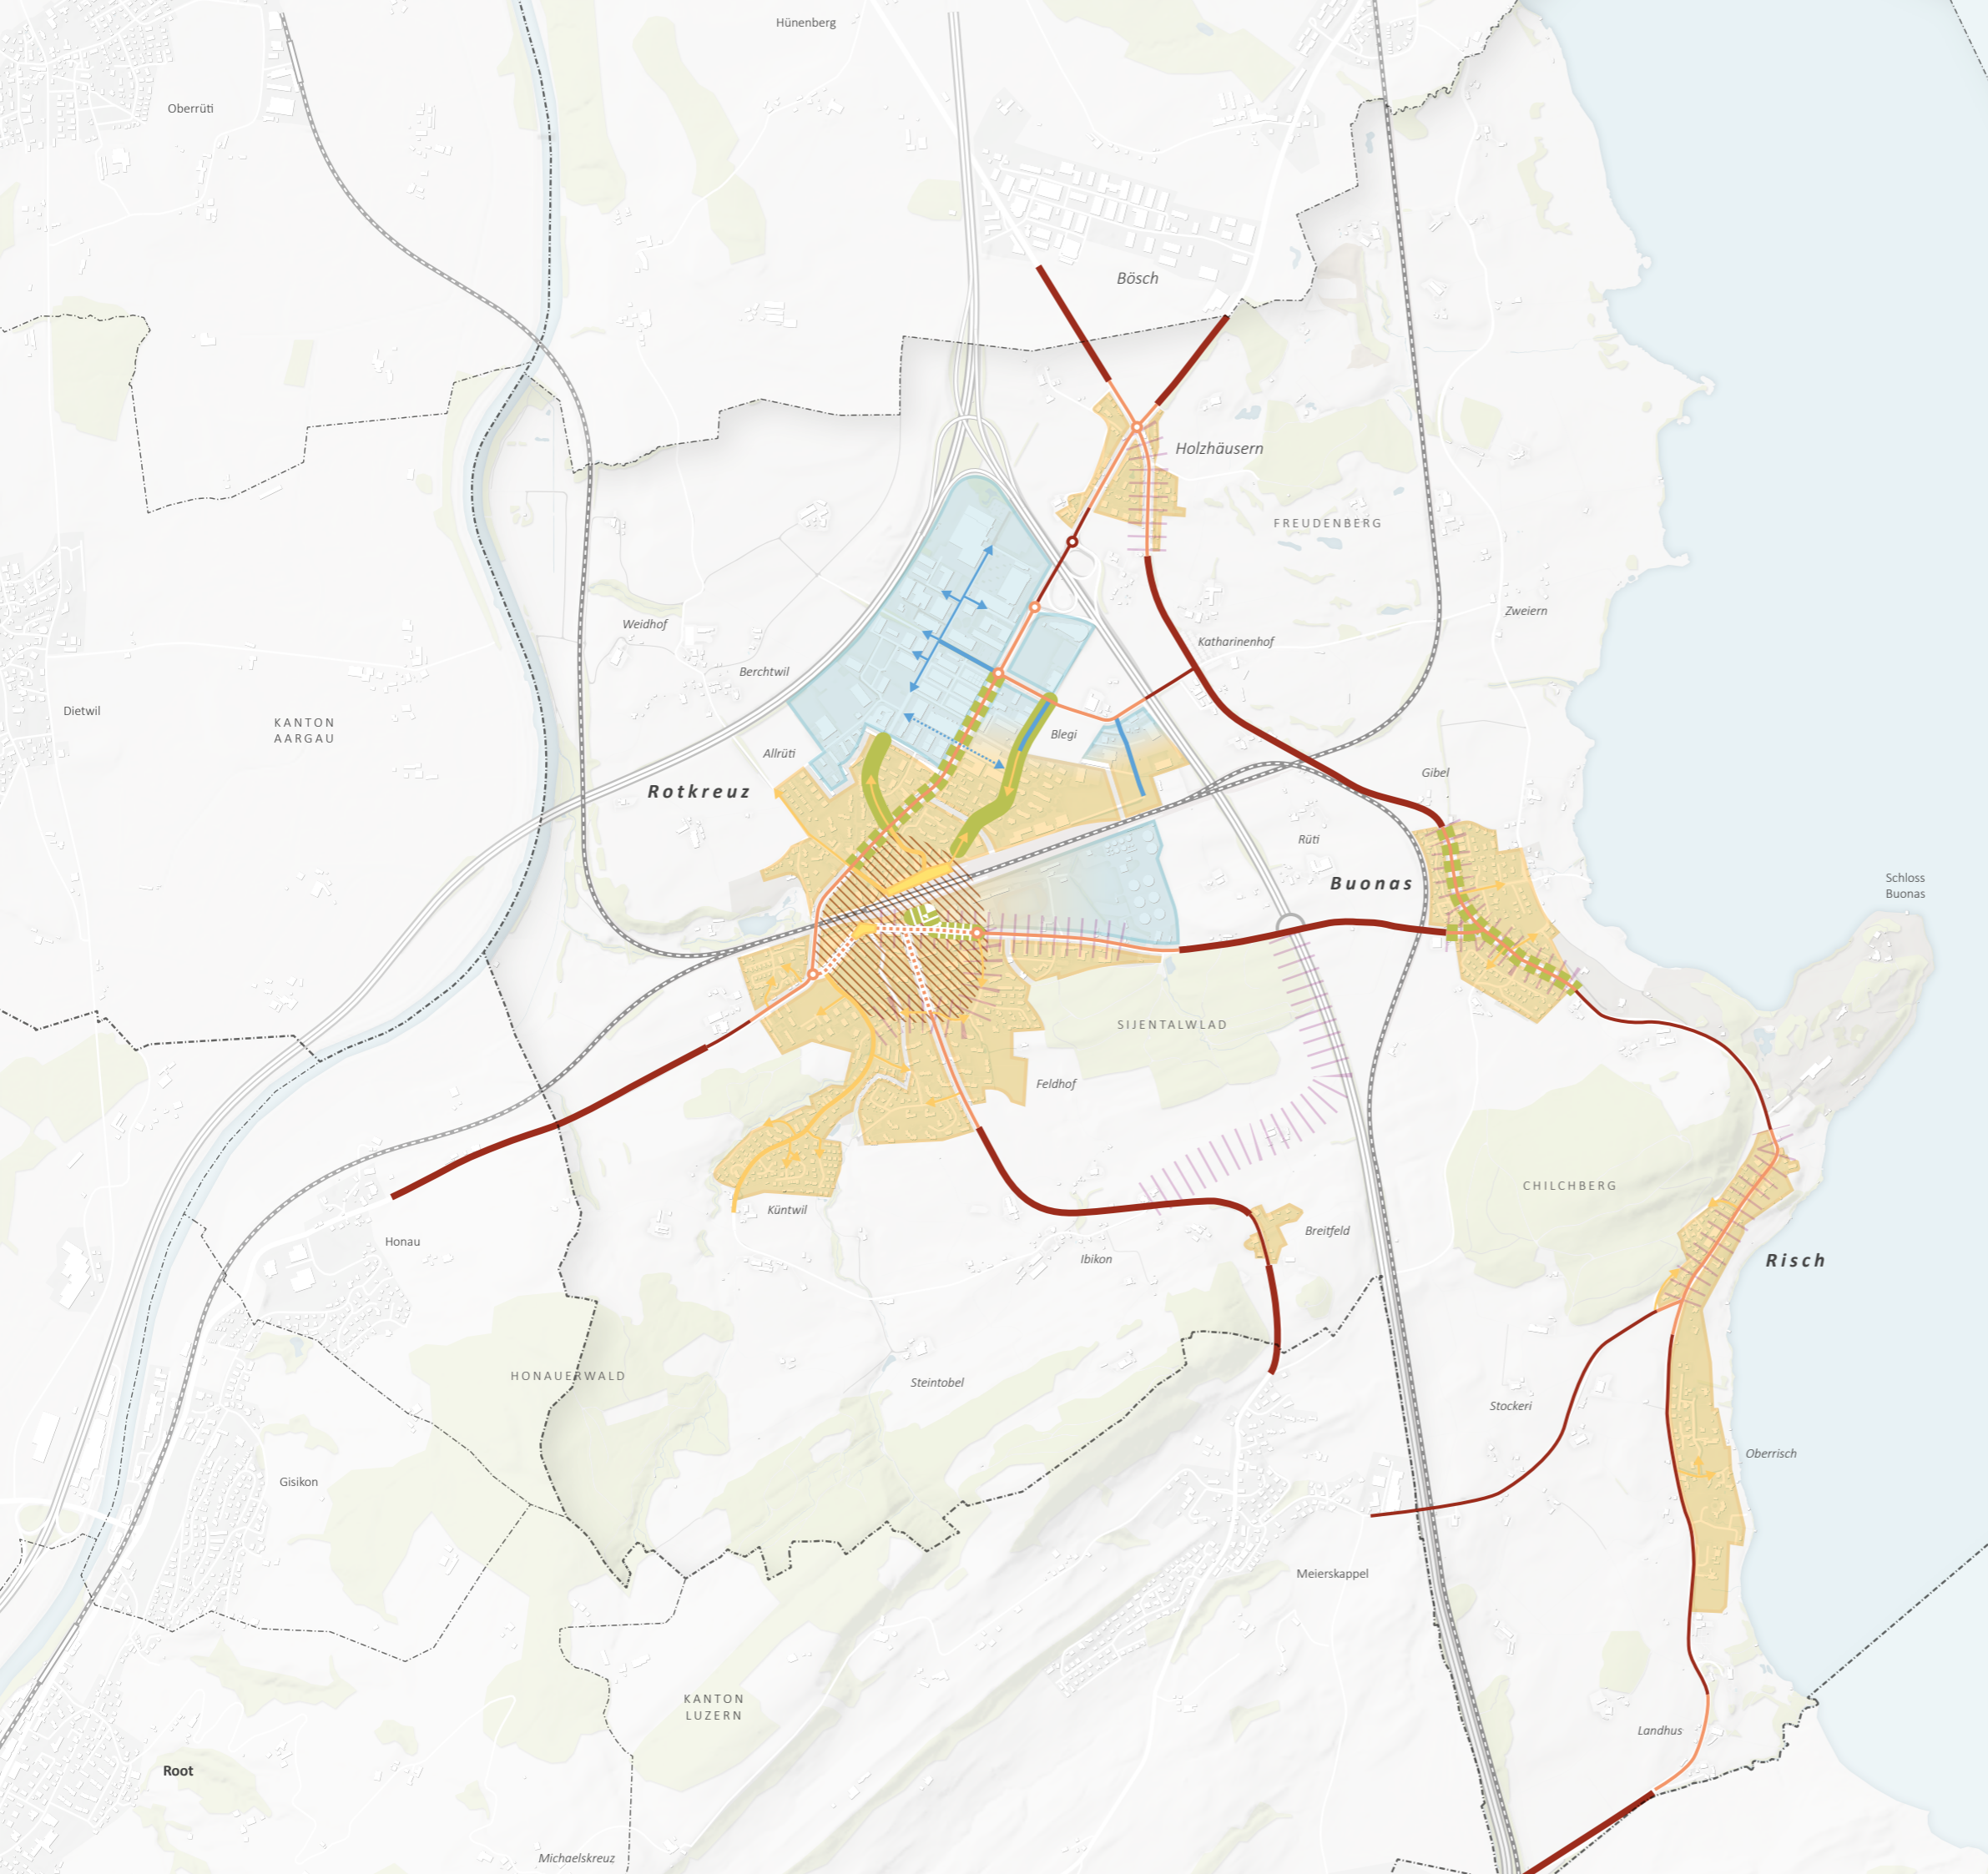 Hünenberg
Oberrüti
Bösch
Holzhäusern
FREUDENBERG
Zweiern
Weidhof
Katharinenhof
Berchtwil
Dietwil
KANTON
AARGAU
Blegi
Allrüti
Gibel
Rotkreuz
Rüti
Buonas
Schloss
Buonas
SIJENTALWLAD
Feldhof
CHILCHBERG
Küntwil
Breitfeld
Honau
Ibikon
Risch
HONAUERWALD
Steintobel
Stockeri
Oberrisch
Gisikon
Meierskappel
KANTON
LUZERN
Landhus
Root
Michaelskreuz